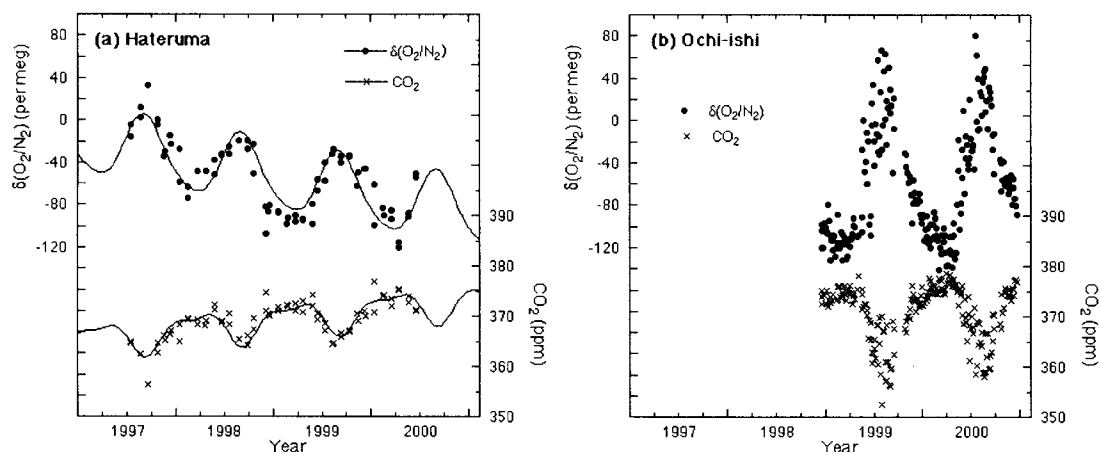 (a) Hateruma
δ(O₂/N₂)
CO₂
80
40
0
-40
-80
-120
δ(O₂/N₂) (per meg)
390
380
370
360
350
CO₂ (ppm)
1997
1998
1999
2000
Year
(b) Ochi-ishi
δ(O₂/N₂)
CO₂
80
40
0
-40
-80
-120
δ(O₂/N₂) (per meg)
390
380
370
360
350
CO₂ (ppm)
1997
1998
1999
2000
Year